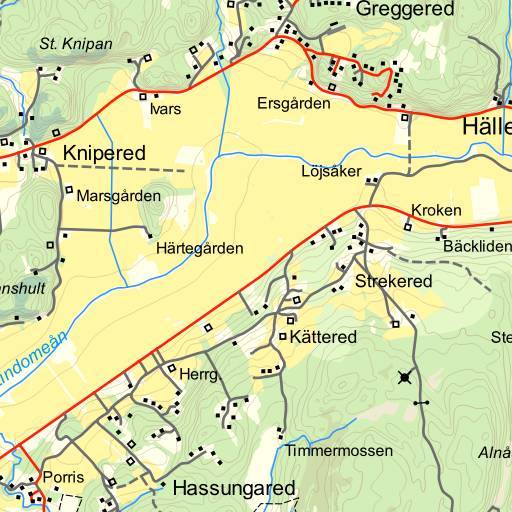 Greggered
St. Knipan
Ivars
Ersgården
Hälle
Knipered
Löjsåker
Marsgården
Kroken
Härtegården
Bäckliden
nshult
Strekered
indomeån
Kättered
Ste
Herrg.
Timmermossen
Alnå
Porris
Hassungared